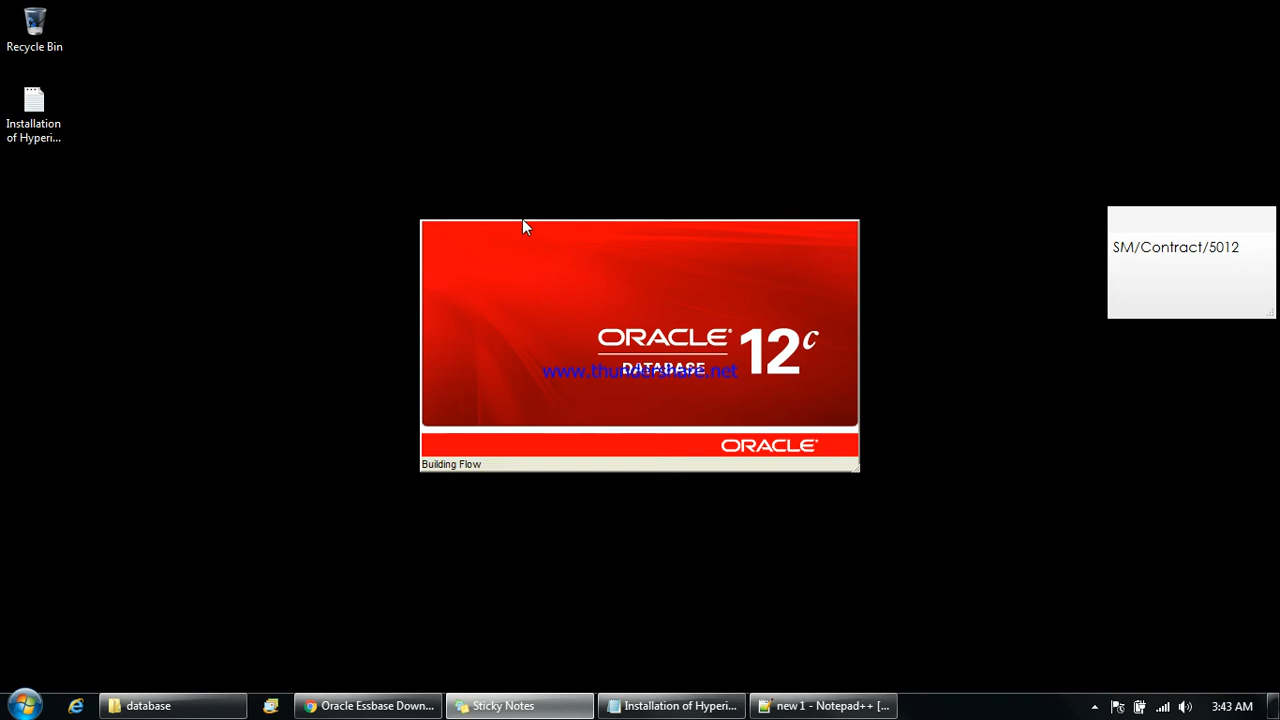 Recycle Bin
Installation
of Hyperi...
SM/Contract/5012
ORACLE®
DATABASE
12c
www.thundershare.net
ORACLE®
Building Flow
database
Oracle Essbase Down...
Sticky Notes
Installation of Hyperi...
new 1 - Notepad++ [...
3:43 AM